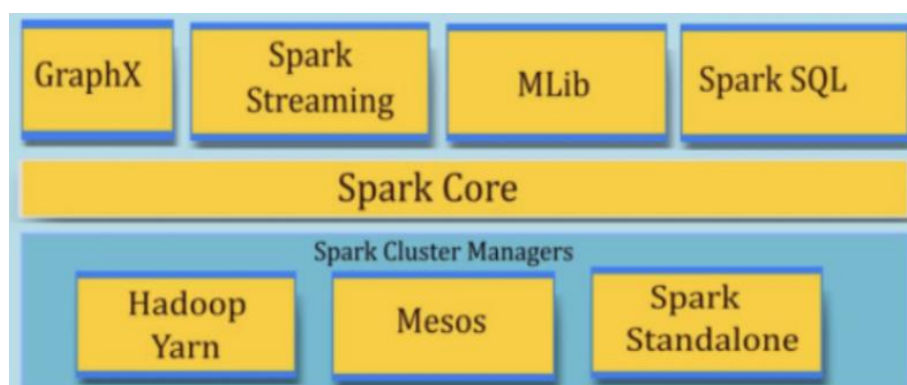 GraphX
Spark
Streaming
MLib
Spark SQL
Spark Core
Spark Cluster Managers
Hadoop
Yarn
Mesos
Spark
Standalone